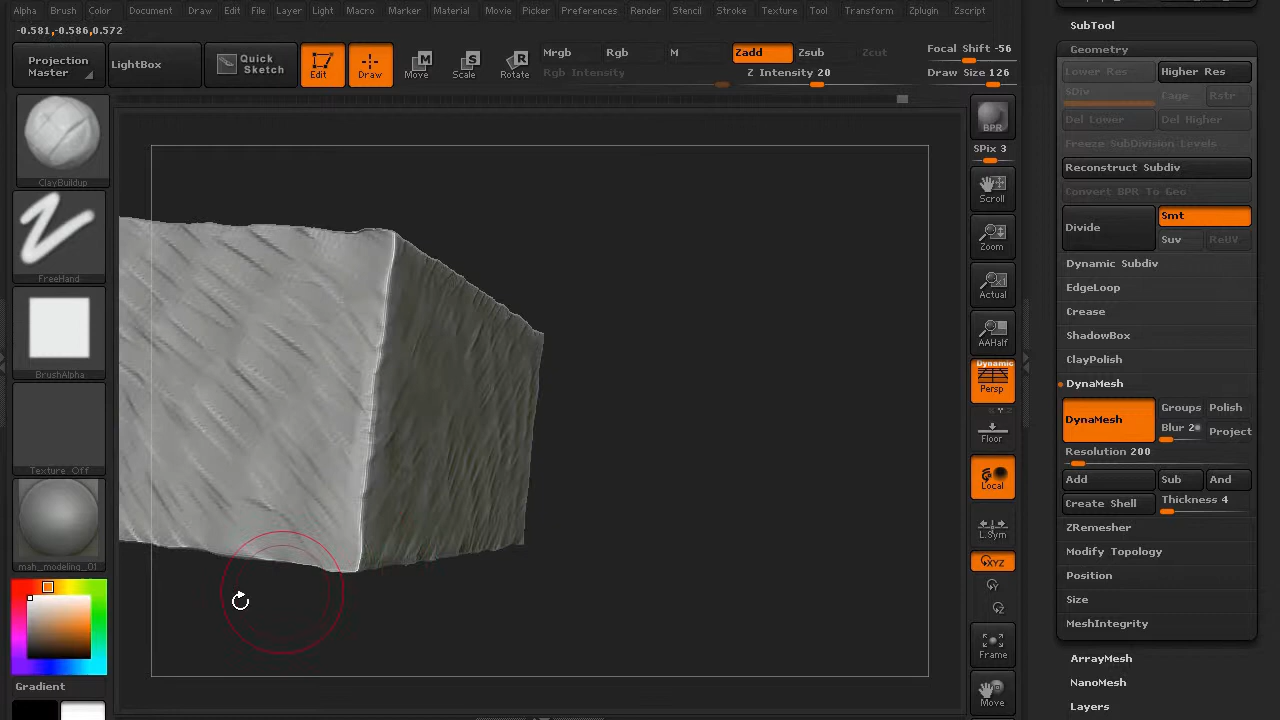 Alpha Brush Color Document Draw Edit File Layer Light Macro Marker Material Movie Picker Preferences Render Stencil Stroke Texture Tool Transform Zplugin Zscript
-0.581,-0.586,0.572
Projection
Master
LightBox
Quick
Sketch
Edit
Draw
M
Move
S
Scale
R
Rotate
Mrgb Rgb M
Rgb Intensity
Zadd Zsub Zcut
Z Intensity 20
Focal Shift -56
Draw Size 126
ClayBuildup
FreeHand
BrushAlpha
Texture Off
mah_modeling_01
Gradient
BPR
SPix 3
Scroll
Zoom
Actual
AAHalf
Dynamic
Persp
Floor
Local
L.Sym
XYZ
Y
Z
Frame
Move
SubTool
Geometry
Lower Res Higher Res
SDiv Cage Rstr
Del Lower Del Higher
Freeze SubDivision Levels
Reconstruct Subdiv
Convert BPR To Geo
Divide Smt
Suv ReUV
Dynamic Subdiv
EdgeLoop
Crease
ShadowBox
ClayPolish
DynaMesh
DynaMesh
Groups Polish
Blur 2 Project
Resolution 200
Add Sub And
Create Shell Thickness 4
ZRemesher
Modify Topology
Position
Size
MeshIntegrity
ArrayMesh
NanoMesh
Layers